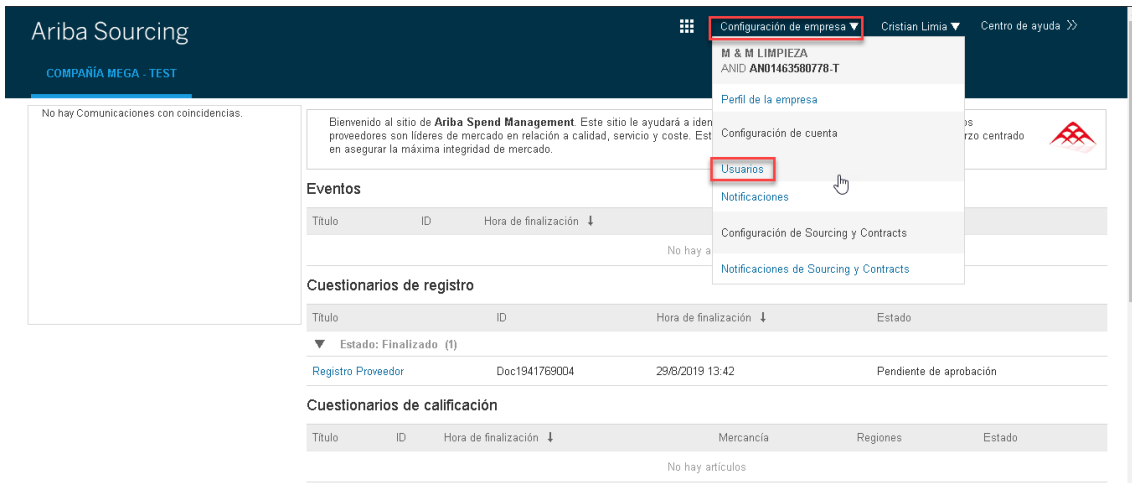 Ariba Sourcing
Configuración de empresa ▼
Cristian Limia ▼
Centro de ayuda >>
COMPAÑÍA MEGA - TEST
M & M LIMPIEZA
ANID AN01463580778-T
Perfil de la empresa
Configuración de cuenta
Usuarios
Notificaciones
Configuración de Sourcing y Contracts
Notificaciones de Sourcing y Contracts
No hay Comunicaciones con coincidencias.
Bienvenido al sitio de Ariba Spend Management. Este sitio le ayudará a
proveedores son líderes de mercado en relación a calidad, servicio y coste. rzo centrado
en asegurar la máxima integridad de mercado.
Eventos
Título ID Hora de finalización ↓
No hay
Cuestionarios de registro
Título ID Hora de finalización ↓ Estado
▼ Estado: Finalizado (1)
Registro Proveedor Doc1941769004 29/8/2019 13:42 Pendiente de aprobación
Cuestionarios de calificación
Título ID Hora de finalización ↓ Mercancía Regiones Estado
No hay artículos